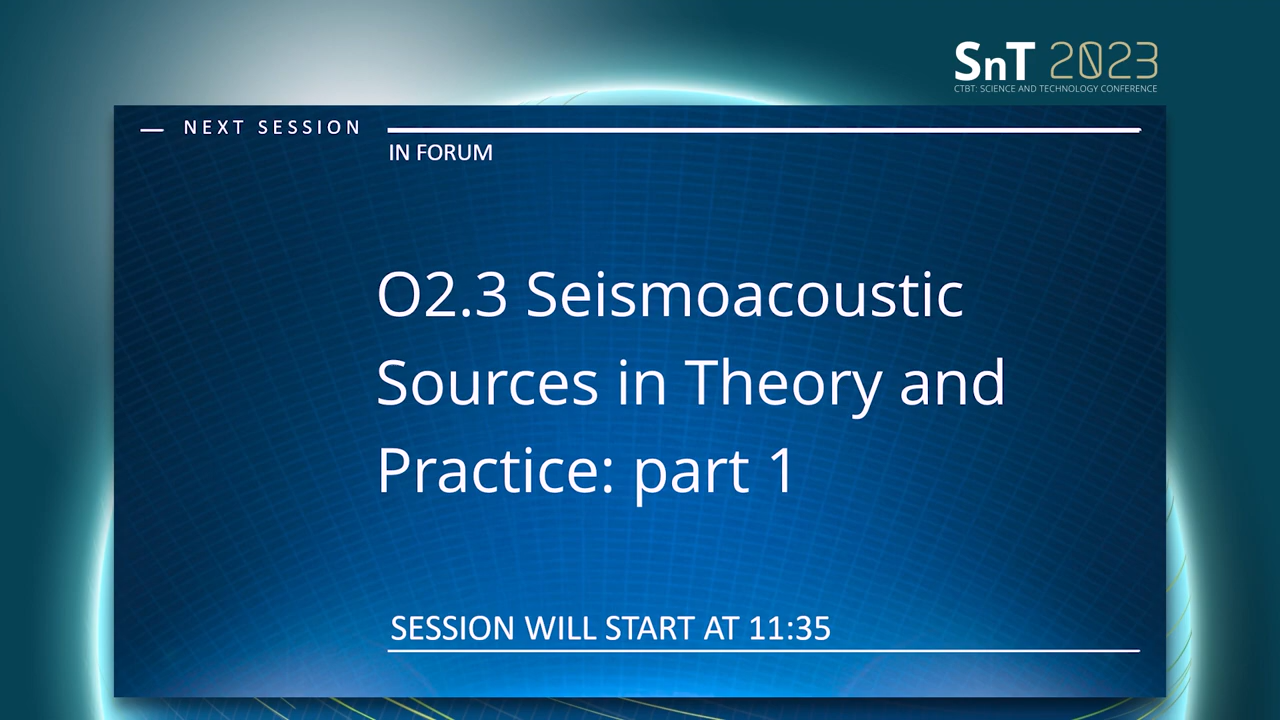 SnT 2023
CTBT: SCIENCE AND TECHNOLOGY CONFERENCE
NEXT SESSION
IN FORUM
O2.3 Seismoacoustic
Sources in Theory and
Practice: part 1
SESSION WILL START AT 11:35